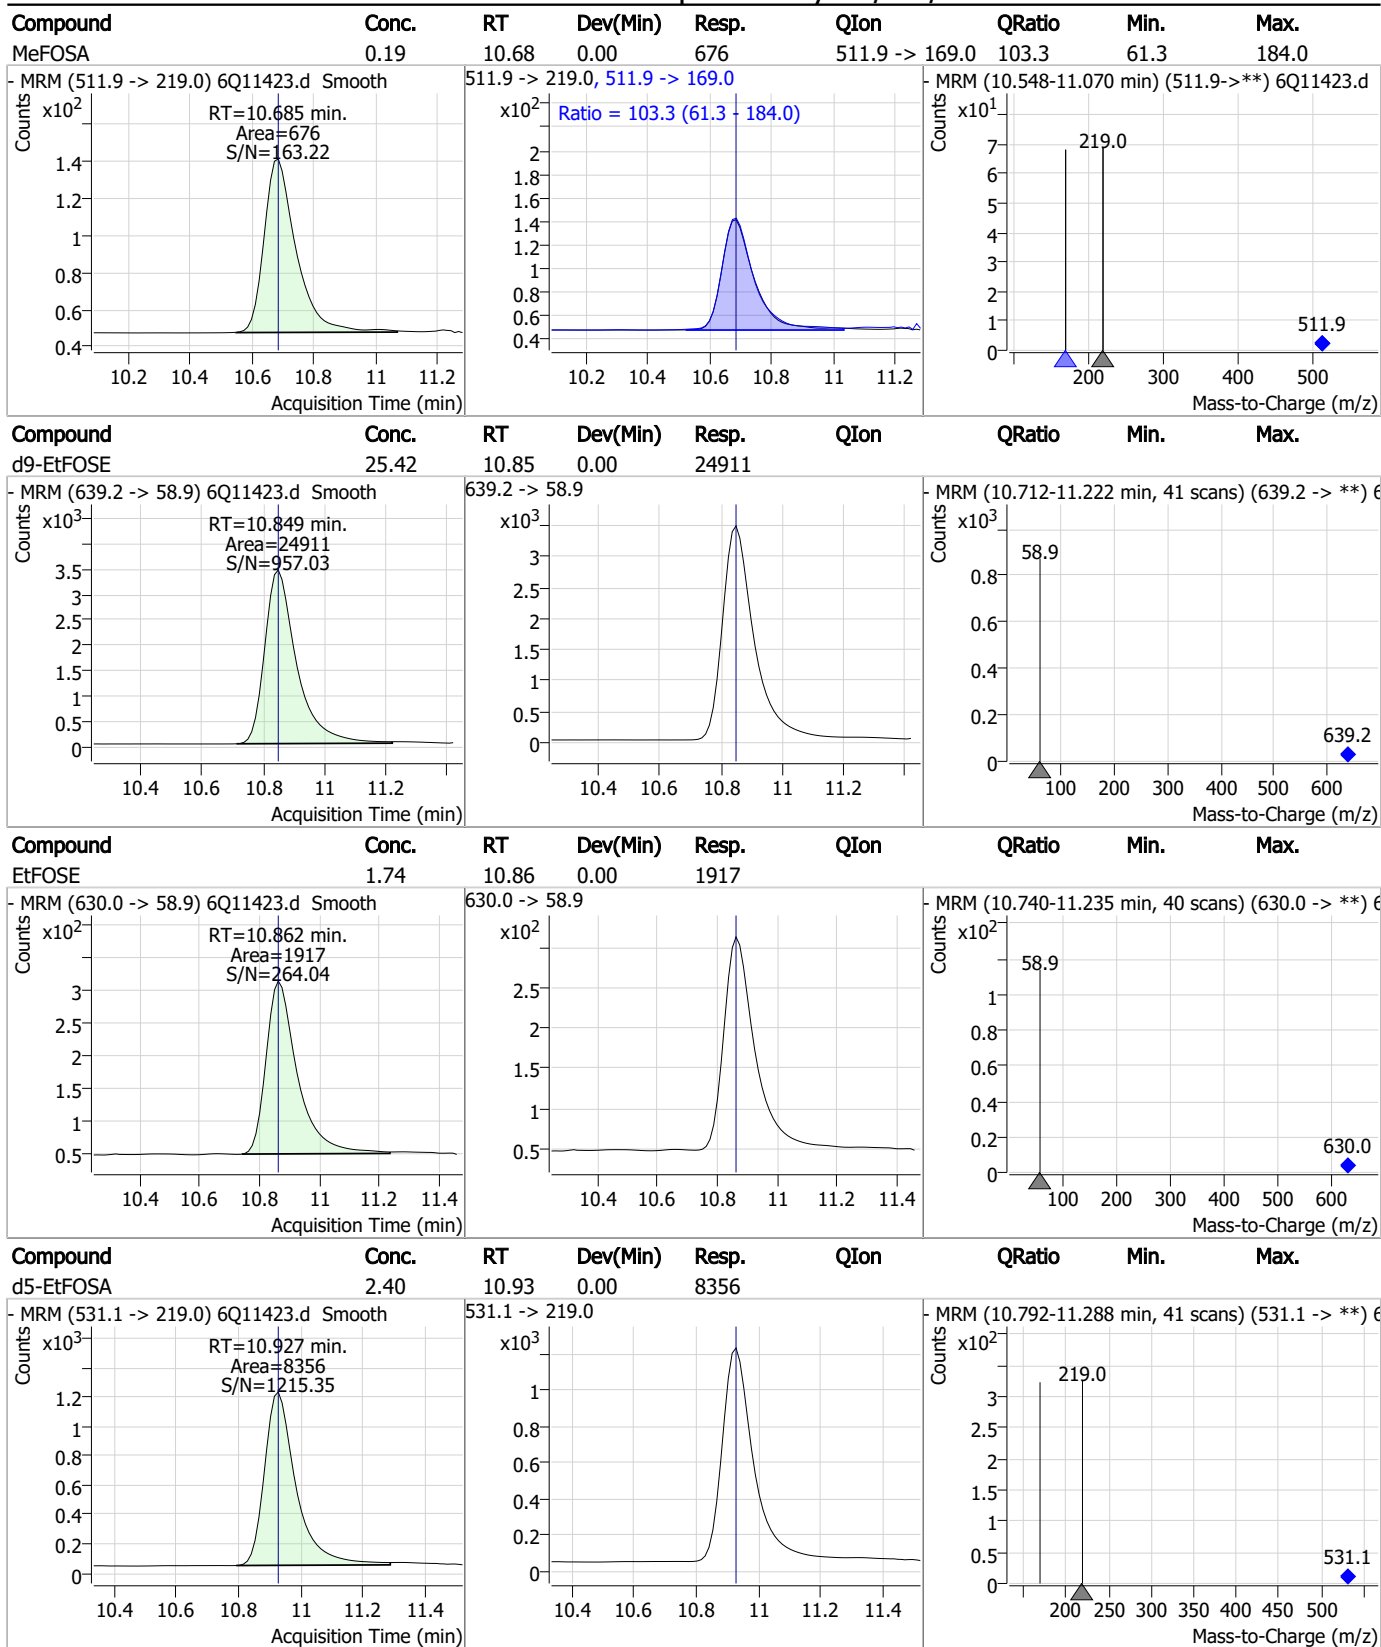 Compound Conc. RT Dev(Min) Resp. QIon QRatio Min. Max.
MeFOSA 0.19 10.68 0.00 676 511.9 -> 169.0 103.3 61.3 184.0
- MRM (511.9 -> 219.0) 6Q11423.d Smooth
Counts
x10²
RT=10.685 min.
Area=676
S/N=163.22
1.4
1.2
1
0.8
0.6
0.4
10.2 10.4 10.6 10.8 11 11.2
Acquisition Time (min)
511.9 -> 219.0, 511.9 -> 169.0
x10²
Ratio = 103.3 (61.3 - 184.0)
2
1.8
1.6
1.4
1.2
1
0.8
0.6
0.4
10.2 10.4 10.6 10.8 11 11.2
- MRM (10.548-11.070 min) (511.9->**) 6Q11423.d
Counts
x10¹
219.0
7
6
5
4
3
2
1
0
511.9
200 300 400 500
Mass-to-Charge (m/z)
Compound Conc. RT Dev(Min) Resp. QIon QRatio Min. Max.
d9-EtFOSE 25.42 10.85 0.00 24911
- MRM (639.2 -> 58.9) 6Q11423.d Smooth
Counts
x10³
RT=10.849 min.
Area=24911
S/N=957.03
3.5
3
2.5
2
1.5
1
0.5
0
10.4 10.6 10.8 11 11.2
Acquisition Time (min)
639.2 -> 58.9
x10³
3
2.5
2
1.5
1
0.5
0
10.4 10.6 10.8 11 11.2
- MRM (10.712-11.222 min, 41 scans) (639.2 -> **) 6
Counts
x10³
58.9
0.8
0.6
0.4
0.2
0
639.2
100 200 300 400 500 600
Mass-to-Charge (m/z)
Compound Conc. RT Dev(Min) Resp. QIon QRatio Min. Max.
EtFOSE 1.74 10.86 0.00 1917
- MRM (630.0 -> 58.9) 6Q11423.d Smooth
Counts
x10²
RT=10.862 min.
Area=1917
S/N=264.04
3
2.5
2
1.5
1
0.5
10.4 10.6 10.8 11 11.2 11.4
Acquisition Time (min)
630.0 -> 58.9
x10²
2.5
2
1.5
1
0.5
10.4 10.6 10.8 11 11.2 11.4
- MRM (10.740-11.235 min, 40 scans) (630.0 -> **) 6
Counts
x10²
58.9
1
0.8
0.6
0.4
0.2
0
630.0
100 200 300 400 500 600
Mass-to-Charge (m/z)
Compound Conc. RT Dev(Min) Resp. QIon QRatio Min. Max.
d5-EtFOSA 2.40 10.93 0.00 8356
- MRM (531.1 -> 219.0) 6Q11423.d Smooth
Counts
x10³
RT=10.927 min.
Area=8356
S/N=1215.35
1.2
1
0.8
0.6
0.4
0.2
0
10.4 10.6 10.8 11 11.2 11.4
Acquisition Time (min)
531.1 -> 219.0
x10³
1
0.8
0.6
0.4
0.2
0
10.4 10.6 10.8 11 11.2 11.4
- MRM (10.792-11.288 min, 41 scans) (531.1 -> **) 6
Counts
x10²
219.0
3
2.5
2
1.5
1
0.5
0
531.1
200 250 300 350 400 450 500
Mass-to-Charge (m/z)